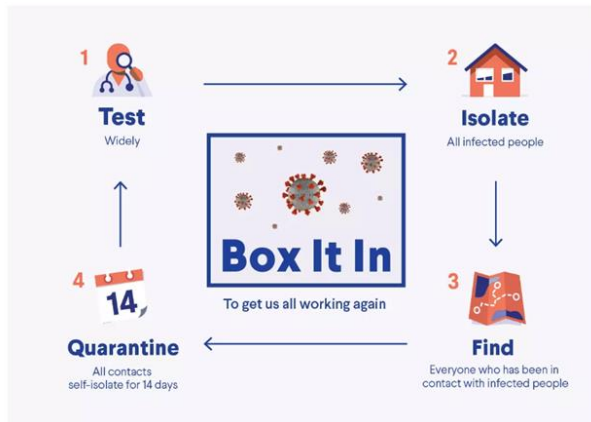 1
Test
Widely
2
Isolate
All infected people
Box It In
To get us all working again
4
14
Quarantine
All contacts
self-isolate for 14 days
3
Find
Everyone who has been in
contact with infected people